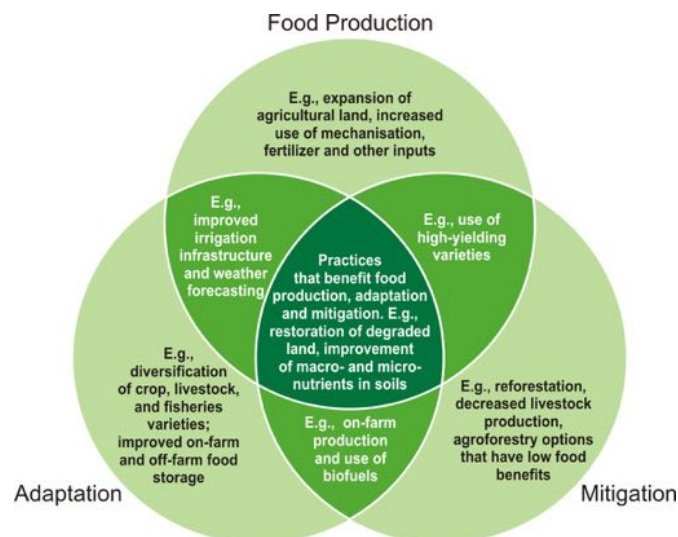 Food Production
E.g., expansion of
agricultural land, increased
use of mechanisation,
fertilizer and other inputs
E.g.,
improved
irrigation
infrastructure
and weather
forecasting
E.g., use of
high-yielding
varieties
Practices
that benefit food
production, adaptation
and mitigation. E.g.,
restoration of degraded
land, improvement
of macro- and micro-
nutrients in soils
E.g.,
diversification
of crop, livestock,
and fisheries
varieties;
improved on-farm
and off-farm food
storage
E.g., on-farm
production
and use of
biofuels
E.g., reforestation,
decreased livestock
production,
agroforestry options
that have low food
benefits
Adaptation
Mitigation